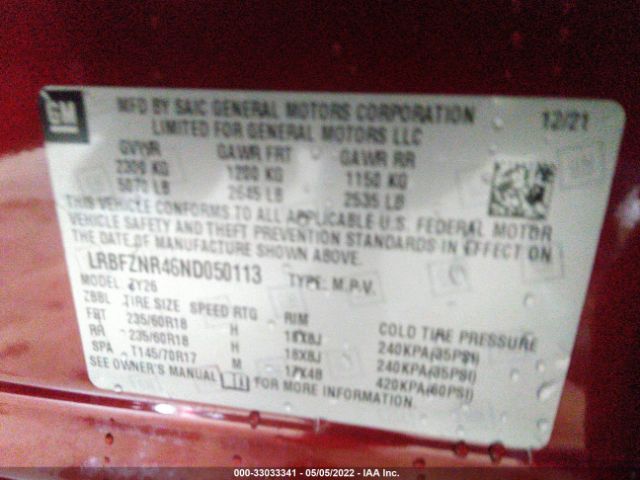 GM
MFD BY SAIC GENERAL MOTORS CORPORATION 12/21
LIMITED FOR GENERAL MOTORS LLC
GVWR GAWR FRT GAWR RR
2300 KG 1200 KG 1150 KG
5070 LB 2645 LB 2535 LB
THIS VEHICLE CONFORMS TO ALL APPLICABLE U.S. FEDERAL MOTOR
VEHICLE SAFETY AND THEFT PREVENTION STANDARDS IN EFFECT ON
THE DATE OF MANUFACTURE SHOWN ABOVE.
LRBFZNR46ND050113 TYPE: M.P.V.
MODEL: ZY26
ZBBL TIRE SIZE SPEED RTG RIM COLD TIRE PRESSURE
FRT 235/60R18 H 18X8J 240KPA(35PSI)
RR 235/60R18 H 18X8J 240KPA(35PSI)
SPA T145/70R17 M 17X4B 420KPA(60PSI)
SEE OWNER'S MANUAL FOR MORE INFORMATION
000-33033341 - 05/05/2022 - IAA Inc.